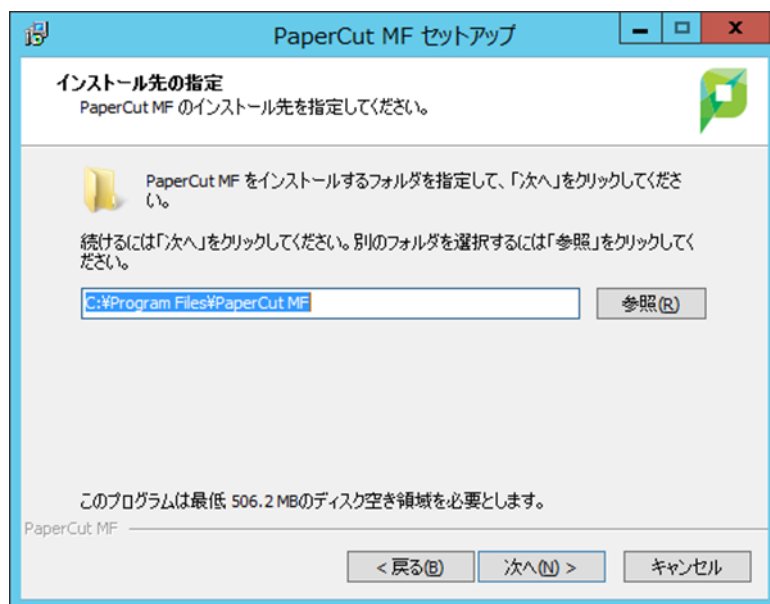 PaperCut MF セットアップ
インストール先の指定
PaperCut MF のインストール先を指定してください。
PaperCut MF をインストールするフォルダを指定して、「次へ」をクリックしてくださ
い。
続けるには「次へ」をクリックしてください。別のフォルダを選択するには「参照」をクリックしてく
ださい。
C:¥Program Files¥PaperCut MF
参照(R)
このプログラムは最低 506.2 MBのディスク空き領域を必要とします。
PaperCut MF
< 戻る(B)
次へ(N) >
キャンセル